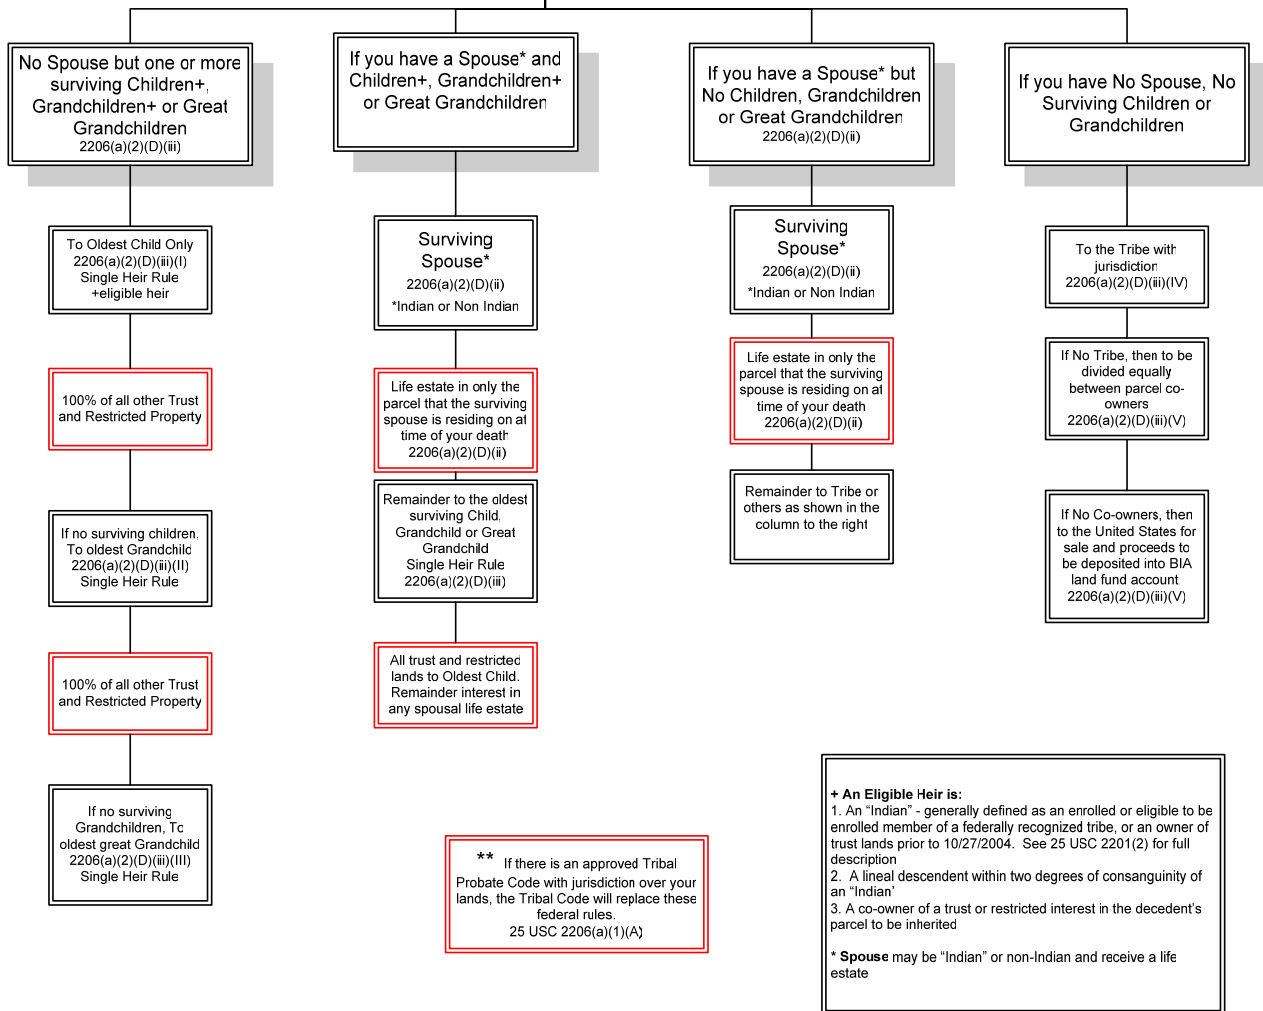 No Spouse but one or more
surviving Children+,
Grandchildren+ or Great
Grandchildren
2206(a)(2)(D)(iii)
To Oldest Child Only
2206(a)(2)(D)(iii)(I)
Single Heir Rule
+eligible heir
100% of all other Trust
and Restricted Property
If no surviving children,
To oldest Grandchild
2206(a)(2)(D)(iii)(II)
Single Heir Rule
100% of all other Trust
and Restricted Property
If no surviving
Grandchildren, To
oldest great Grandchild
2206(a)(2)(D)(iii)(III)
Single Heir Rule
If you have a Spouse* and
Children+, Grandchildren+
or Great Grandchildren
Surviving
Spouse*
2206(a)(2)(D)(ii)
*Indian or Non Indian
Life estate in only the
parcel that the surviving
spouse is residing on at
time of your death
2206(a)(2)(D)(ii)
Remainder to the oldest
surviving Child,
Grandchild or Great
Grandchild
Single Heir Rule
2206(a)(2)(D)(iii)
All trust and restricted
lands to Oldest Child.
Remainder interest in
any spousal life estate
If you have a Spouse* but
No Children, Grandchildren
or Great Grandchildren
2206(a)(2)(D)(ii)
Surviving
Spouse*
2206(a)(2)(D)(ii)
*Indian or Non Indian
Life estate in only the
parcel that the surviving
spouse is residing on at
time of your death
2206(a)(2)(D)(ii)
Remainder to Tribe or
others as shown in the
column to the right
If you have No Spouse, No
Surviving Children or
Grandchildren
To the Tribe with
jurisdiction
2206(a)(2)(D)(iii)(IV)
If No Tribe, then to be
divided equally
between parcel co-
owners
2206(a)(2)(D)(iii)(V)
If No Co-owners, then
to the United States for
sale and proceeds to
be deposited into BIA
land fund account
2206(a)(2)(D)(iii)(V)
** If there is an approved Tribal
Probate Code with jurisdiction over your
lands, the Tribal Code will replace these
federal rules.
25 USC 2206(a)(1)(A)
+ An Eligible Heir is:
1. An “Indian” - generally defined as an enrolled or eligible to be
enrolled member of a federally recognized tribe, or an owner of
trust lands prior to 10/27/2004. See 25 USC 2201(2) for full
description
2. A lineal descendent within two degrees of consanguinity of
an “Indian’
3. A co-owner of a trust or restricted interest in the decedent’s
parcel to be inherited
* Spouse may be “Indian” or non-Indian and receive a life
estate